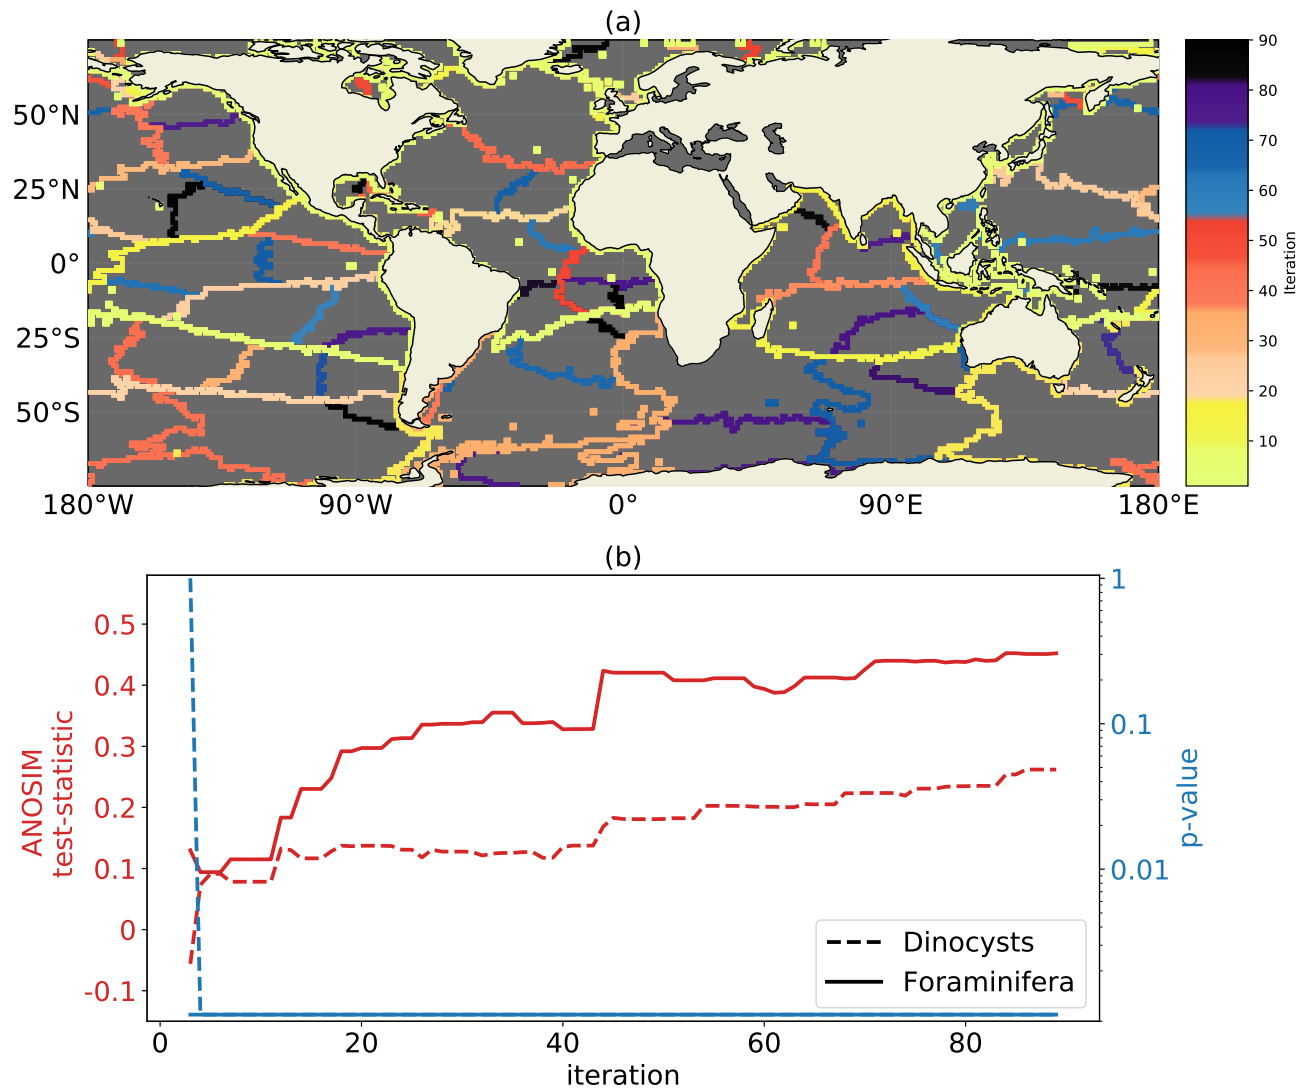 (a)
50°N
25°N
0°
25°S
50°S
180°W
90°W
0°
90°E
180°E
90
80
70
60
50
40
30
20
10
Iteration
(b)
0.5
0.4
0.3
0.2
0.1
0
-0.1
ANOSIM
test-statistic
1
0.1
0.01
p-value
Dinocysts
Foraminifera
0
20
40
60
80
iteration